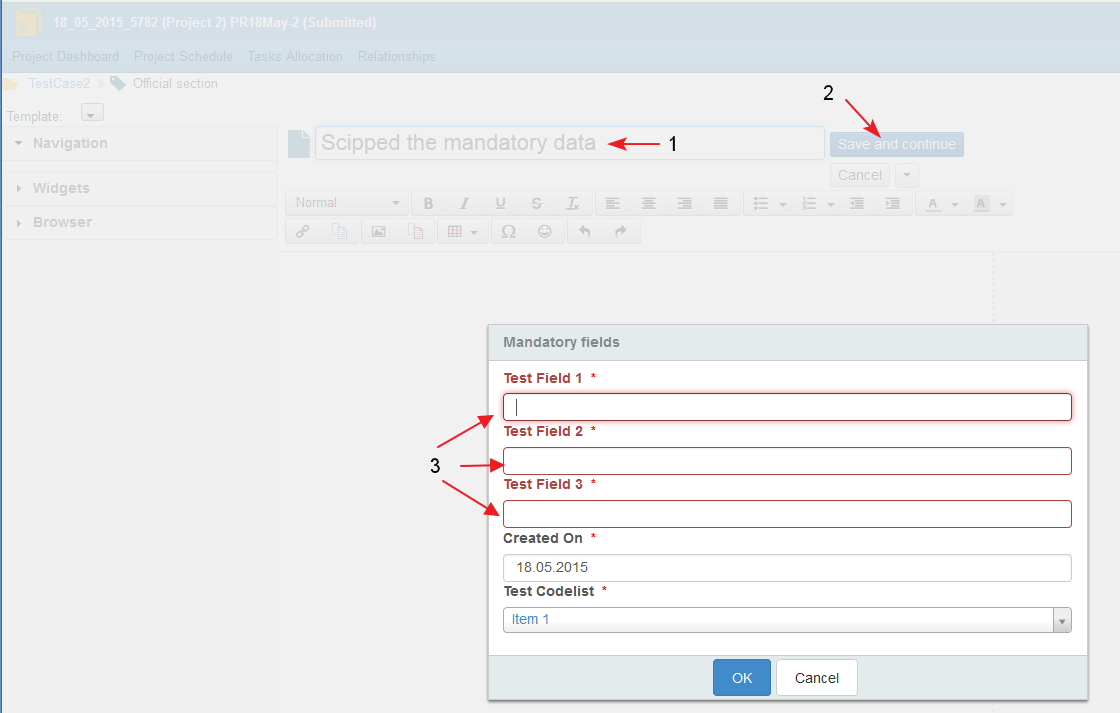 18_05_2015_5782 (Project 2) PR18May-2 (Submitted)
Project Dashboard Project Schedule Tasks Allocation Relationships
TestCase2 Official section
Template:
Navigation
Widgets
Browser
Scipped the mandatory data
1
2
Save and continue
Cancel
Normal B I U S Tx A A
Ω
Mandatory fields
Test Field 1 *
Test Field 2 *
3
Test Field 3 *
Created On *
18.05.2015
Test Codelist *
Item 1
OK Cancel